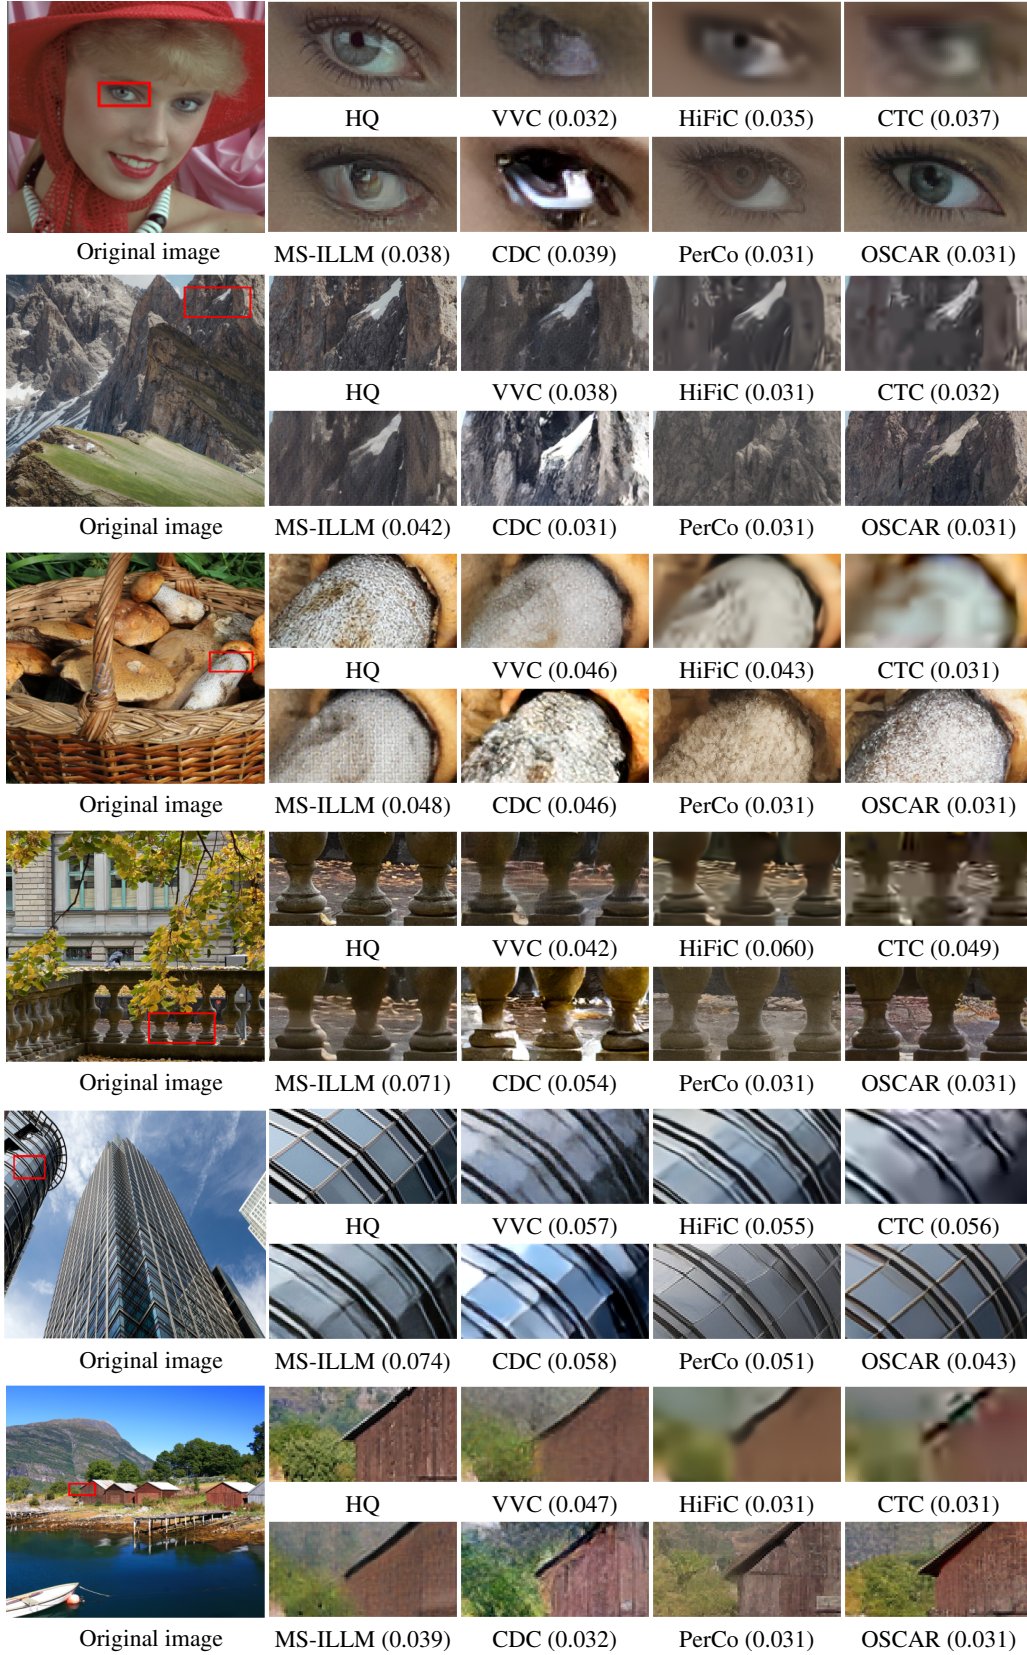 HQ VVC (0.032) HiFiC (0.035) CTC (0.037)
Original image MS-ILLM (0.038) CDC (0.039) PerCo (0.031) OSCAR (0.031)
HQ VVC (0.038) HiFiC (0.031) CTC (0.032)
Original image MS-ILLM (0.042) CDC (0.031) PerCo (0.031) OSCAR (0.031)
HQ VVC (0.046) HiFiC (0.043) CTC (0.031)
Original image MS-ILLM (0.048) CDC (0.046) PerCo (0.031) OSCAR (0.031)
HQ VVC (0.042) HiFiC (0.060) CTC (0.049)
Original image MS-ILLM (0.071) CDC (0.054) PerCo (0.031) OSCAR (0.031)
HQ VVC (0.057) HiFiC (0.055) CTC (0.056)
Original image MS-ILLM (0.074) CDC (0.058) PerCo (0.051) OSCAR (0.043)
HQ VVC (0.047) HiFiC (0.031) CTC (0.031)
Original image MS-ILLM (0.039) CDC (0.032) PerCo (0.031) OSCAR (0.031)